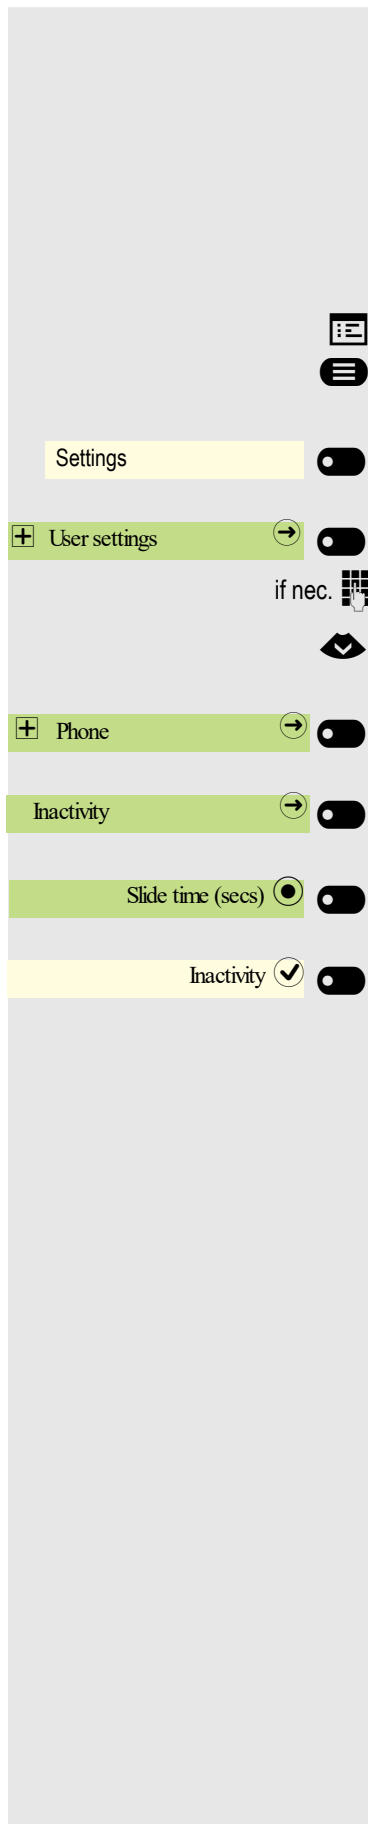 Settings
User settings
if nec.
Phone
Inactivity
Slide time (secs)
Inactivity